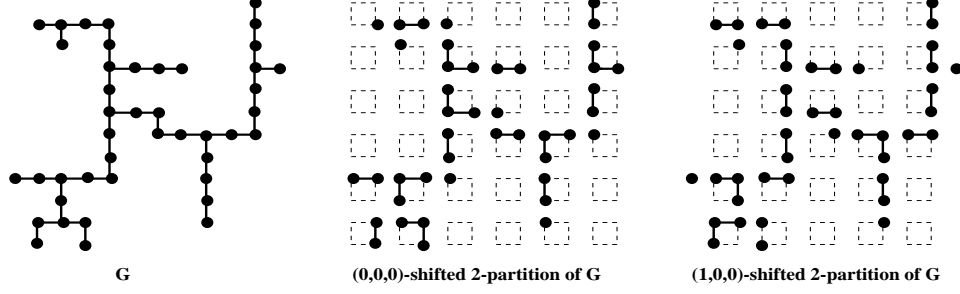 G (0,0,0)-shifted 2-partition of G (1,0,0)-shifted 2-partition of G